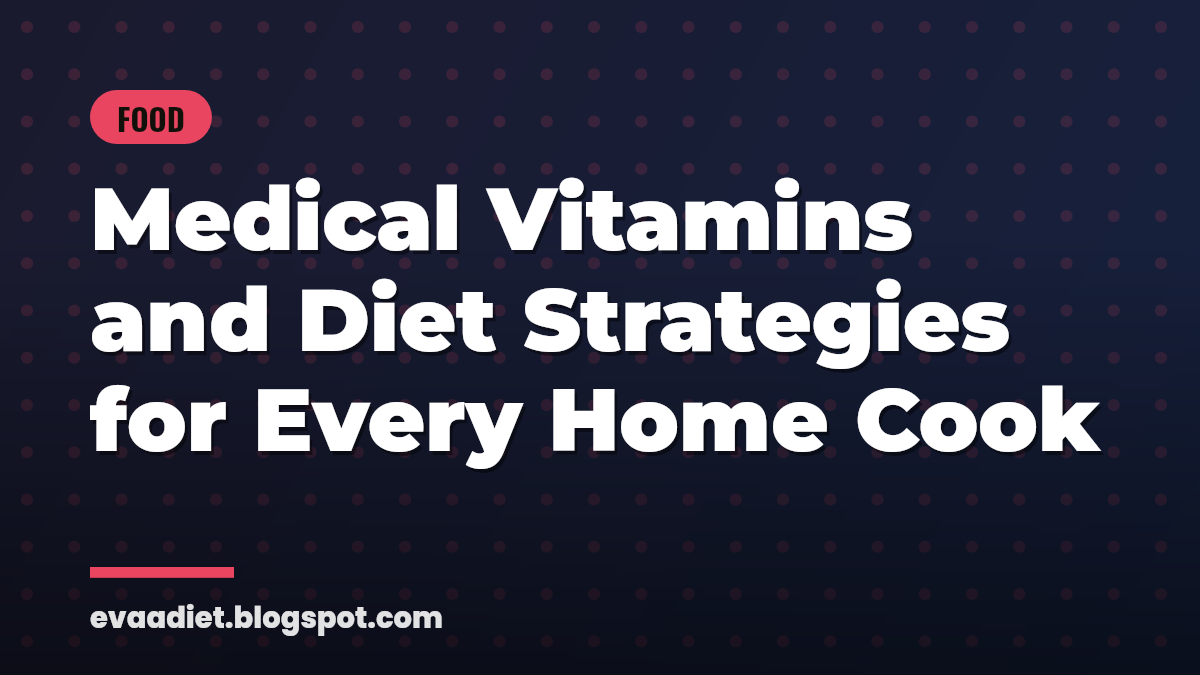 FOOD
Medical Vitamins
and Diet Strategies
for Every Home Cook
evaadiet.blogspot.com